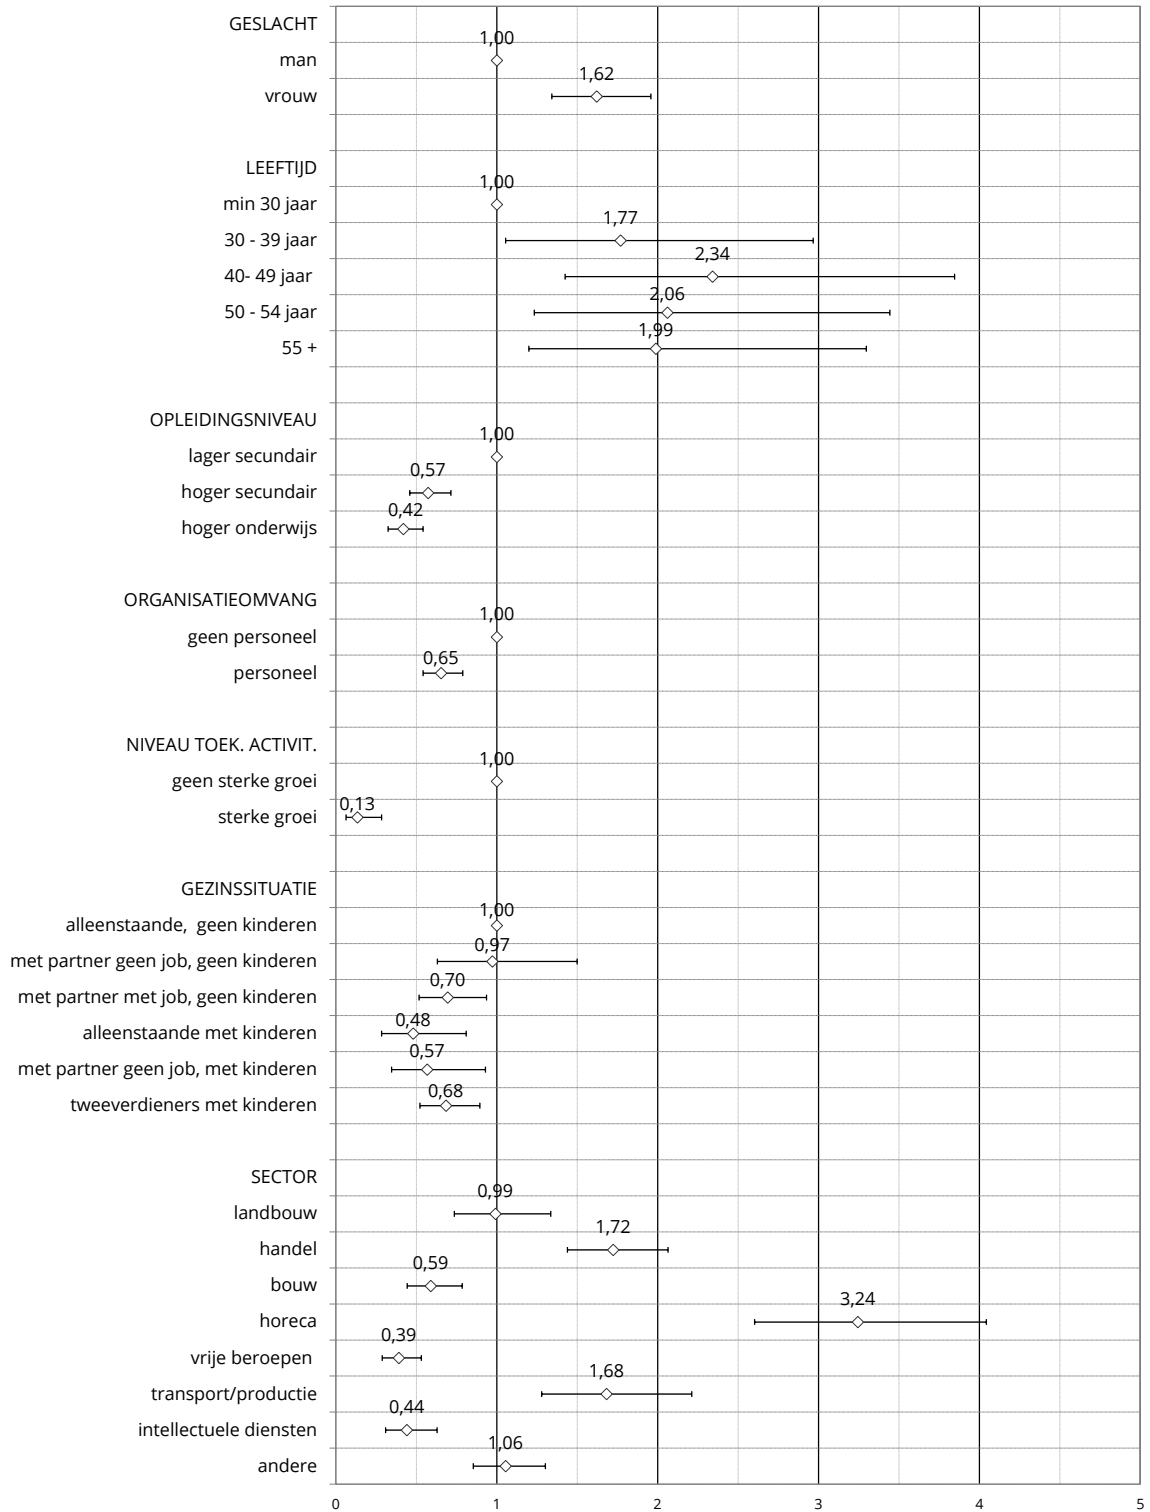 GESLACHT
1,00
man
1,62
vrouw
LEEFTIJD
1,00
min 30 jaar
1,77
30 - 39 jaar
2,34
40- 49 jaar
2,06
50 - 54 jaar
1,99
55 +
OPLEIDINGSNIVEAU
1,00
lager secundair
0,57
hoger secundair
0,42
hoger onderwijs
ORGANISATIEOMVANG
1,00
geen personeel
0,65
personeel
NIVEAU TOEK. ACTIVIT.
1,00
geen sterke groei
0,13
sterke groei
GEZINSSITUATIE
1,00
alleenstaande, geen kinderen
0,97
met partner geen job, geen kinderen
0,70
met partner met job, geen kinderen
0,48
alleenstaande met kinderen
0,57
met partner geen job, met kinderen
0,68
tweeverdieners met kinderen
SECTOR
0,99
landbouw
1,72
handel
0,59
bouw
3,24
horeca
0,39
vrije beroepen
1,68
transport/productie
0,44
intellectuele diensten
1,06
andere
0 1 2 3 4 5